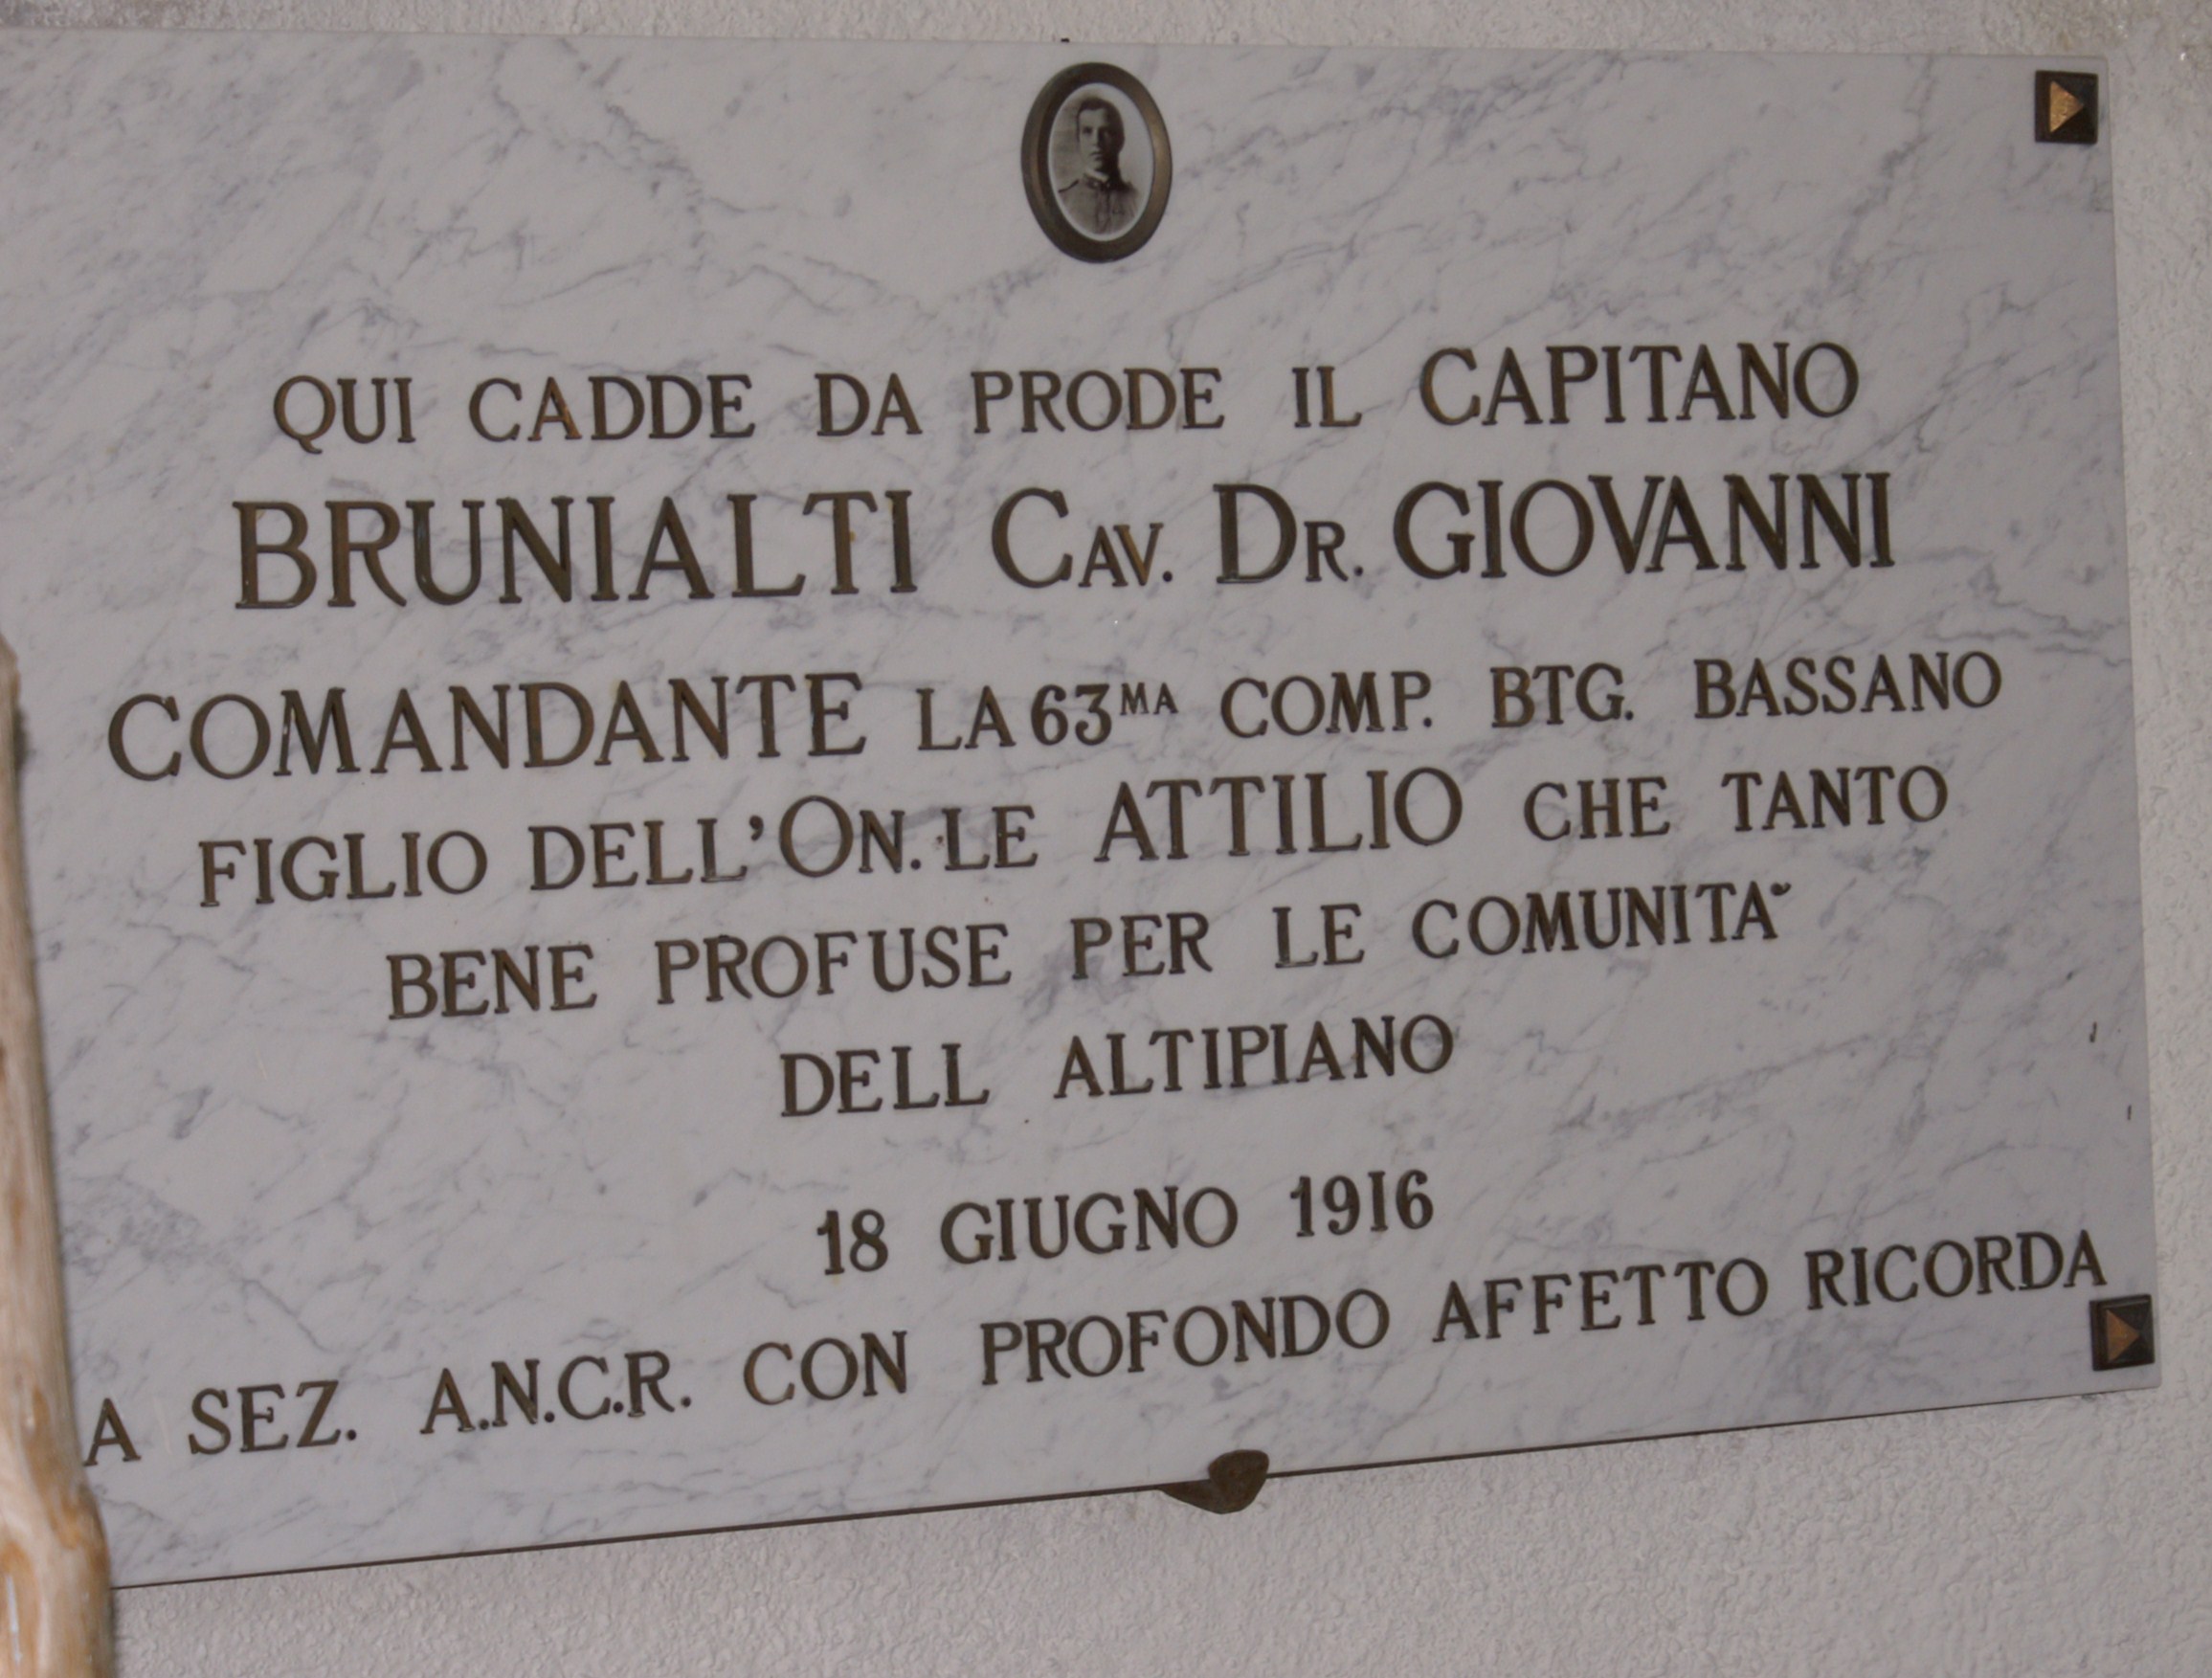 QUI CADDE DA PRODE IL CAPITANO
BRUNIALTI CAV. DR. GIOVANNI
COMANDANTE LA 63MA COMP. BTG. BASSANO
FIGLIO DELL'ON.LE ATTILIO CHE TANTO
BENE PROFUSE PER LE COMUNITA'
DELL ALTIPIANO
18 GIUGNO 1916
A SEZ. A.N.C.R. CON PROFONDO AFFETTO RICORDA